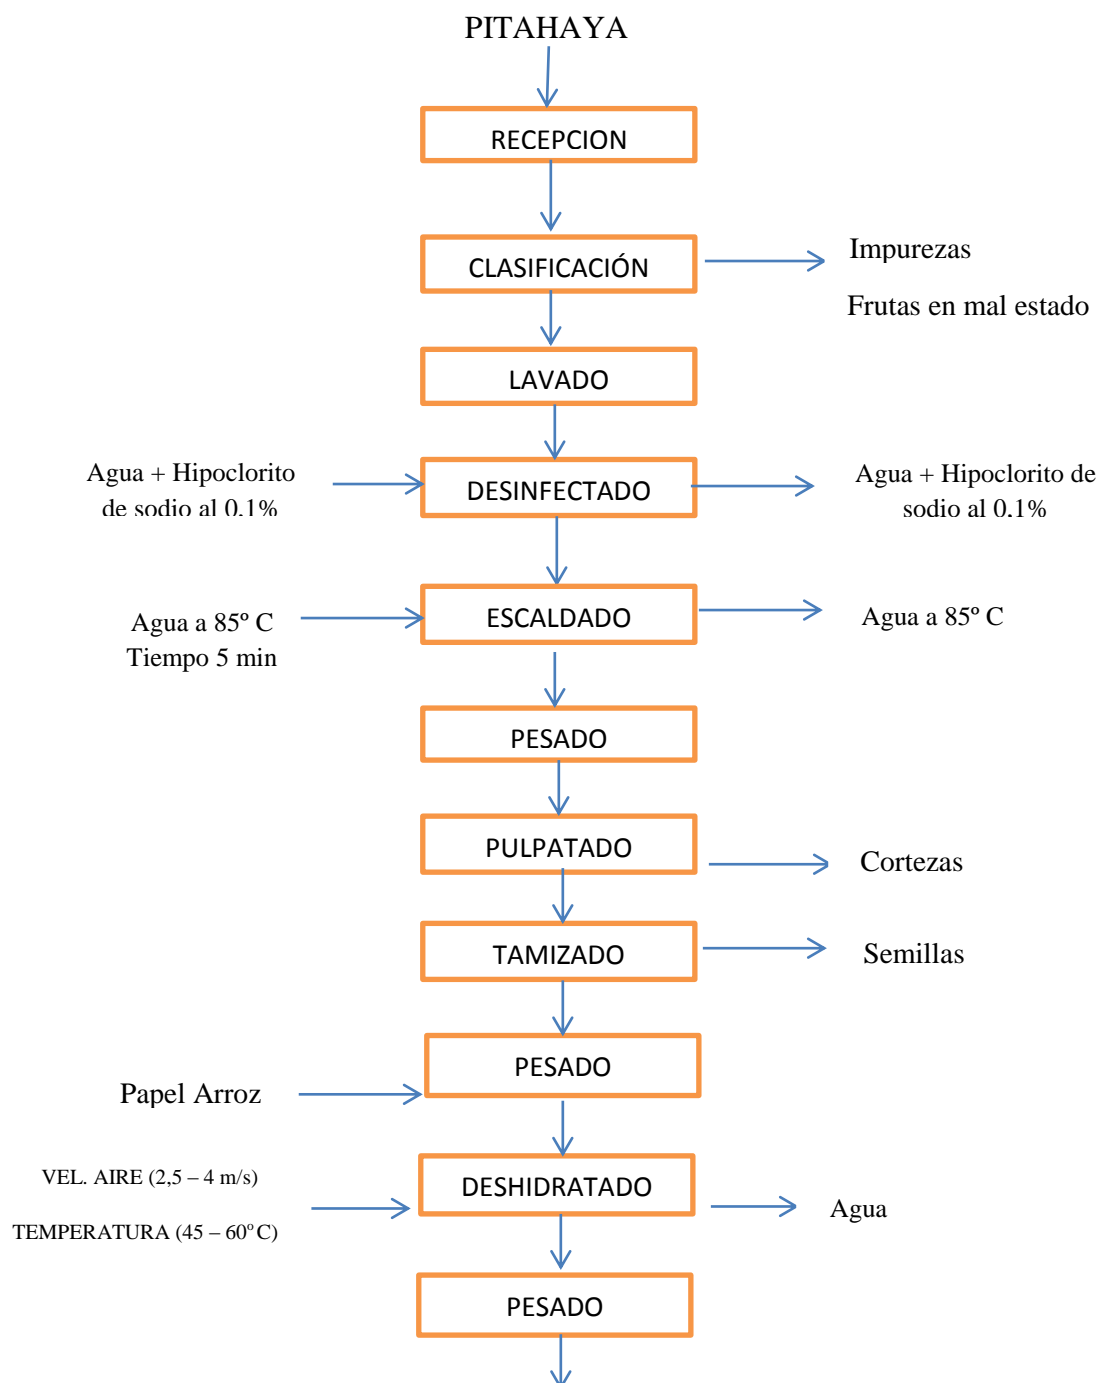 PITAHAYA
RECEPCION
CLASIFICACIÓN
Impurezas
Frutas en mal estado
LAVADO
Agua + Hipoclorito
de sodio al 0.1%
DESINFECTADO
Agua + Hipoclorito de
sodio al 0.1%
Agua a 85º C
Tiempo 5 min
ESCALDADO
Agua a 85º C
PESADO
PULPATADO
Cortezas
TAMIZADO
Semillas
PESADO
Papel Arroz
VEL. AIRE (2,5 – 4 m/s)
TEMPERATURA (45 – 60º C)
DESHIDRATADO
Agua
PESADO